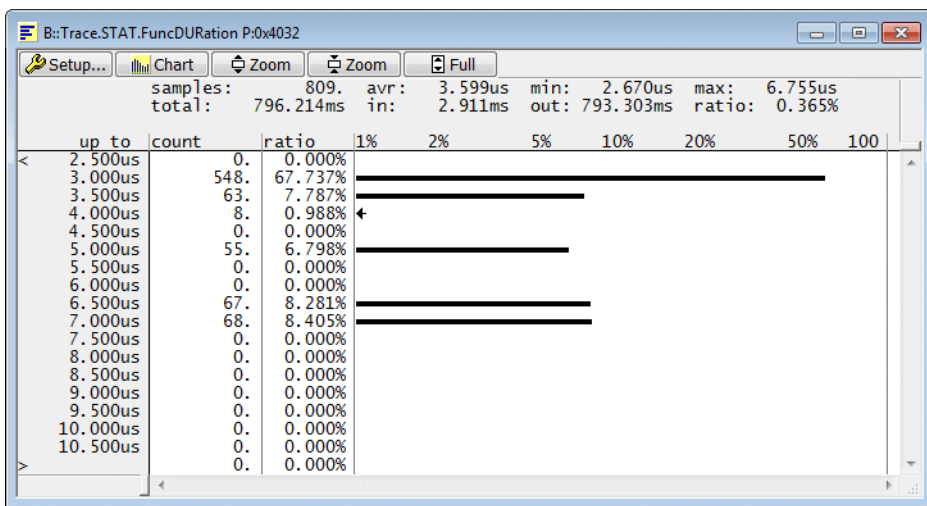 B::Trace.STAT.FuncDURation P:0x4032
Setup... Chart Zoom Zoom Full
samples: 809. avr: 3.599us min: 2.670us max: 6.755us
total: 796.214ms in: 2.911ms out: 793.303ms ratio: 0.365%
up to count ratio 1% 2% 5% 10% 20% 50% 100
< 2.500us 0. 0.000%
3.000us 548. 67.737%
3.500us 63. 7.787%
4.000us 8. 0.988%
4.500us 0. 0.000%
5.000us 55. 6.798%
5.500us 0. 0.000%
6.000us 0. 0.000%
6.500us 67. 8.281%
7.000us 68. 8.405%
7.500us 0. 0.000%
8.000us 0. 0.000%
8.500us 0. 0.000%
9.000us 0. 0.000%
9.500us 0. 0.000%
10.000us 0. 0.000%
10.500us 0. 0.000%
> 0. 0.000%